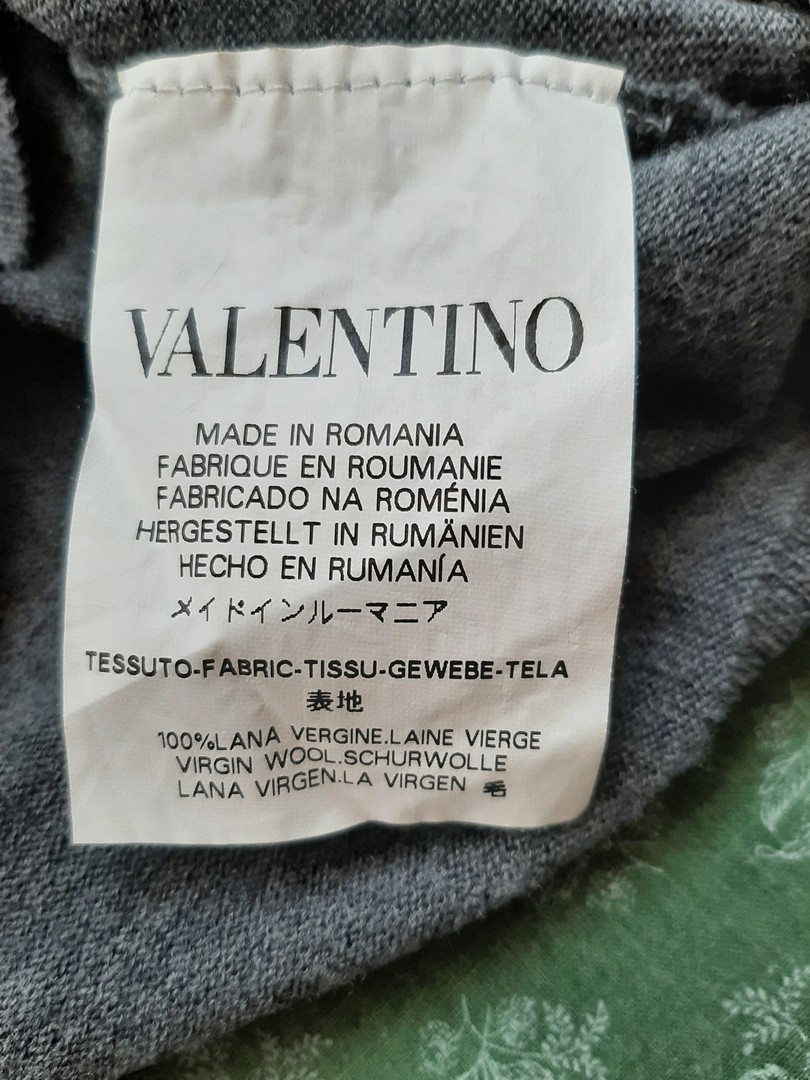 VALENTINO
MADE IN ROMANIA
FABRIQUE EN ROUMANIE
FABRICADO NA ROMÉNIA
HERGESTELLT IN RUMÄNIEN
HECHO EN RUMANÍA
メイドインルーマニア
TESSUTO-FABRIC-TISSU-GEWEBE-TELA
表地
100%LANA VERGINE.LAINE VIERGE
VIRGIN WOOL.SCHURWOLLE
LANA VIRGEN.LA VIRGEN 毛